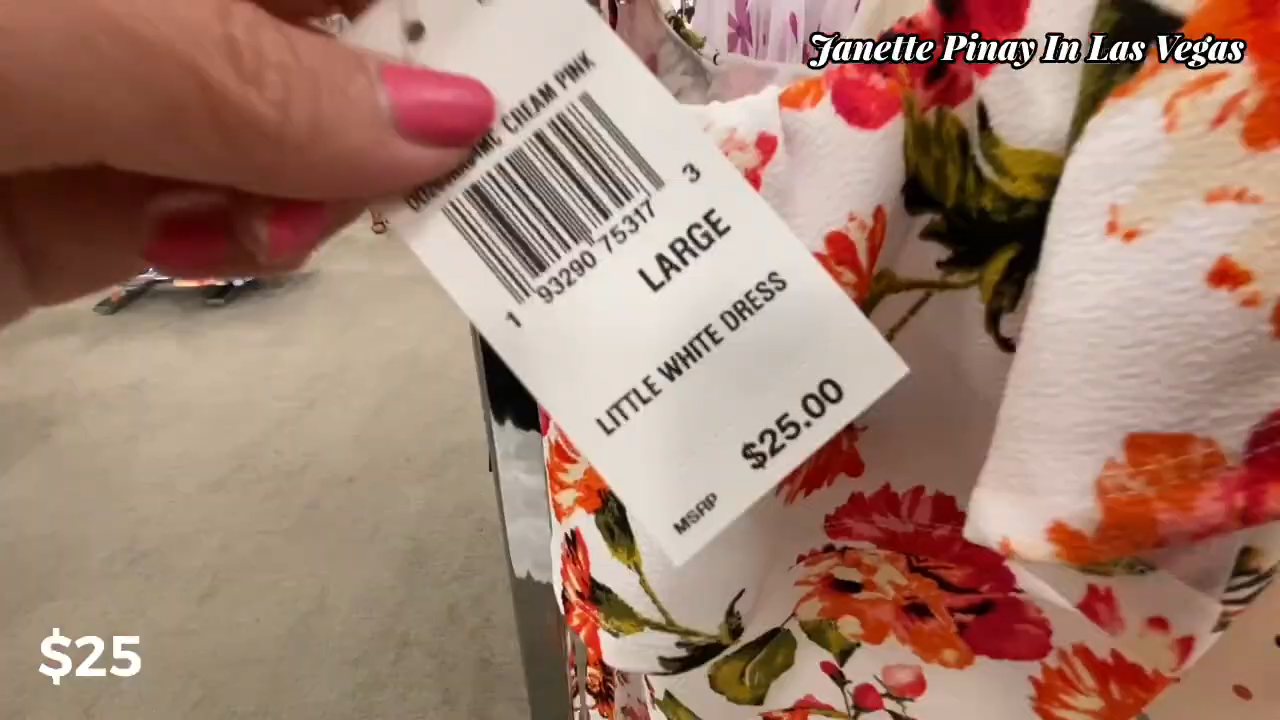 Janette Pinay In Las Vegas
CREAM PINK
1 93290 75317 3
LARGE
LITTLE WHITE DRESS
$25.00
MSRP
$25